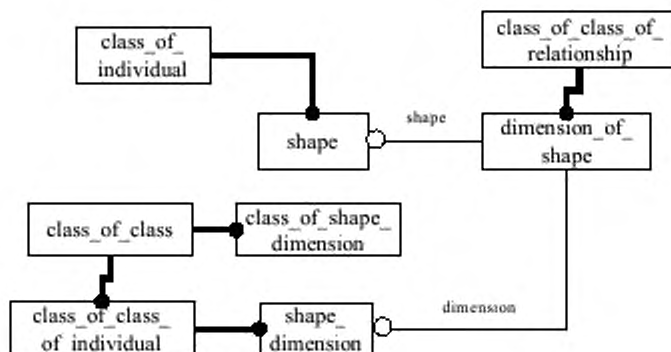 class_of_
individual
class_of_class_of_
relationship
shape
shape
dimension_of_
shape
class_of_class
class_of_shape_
dimension
dimension
class_of_class_
of_individual
shape_
dimension